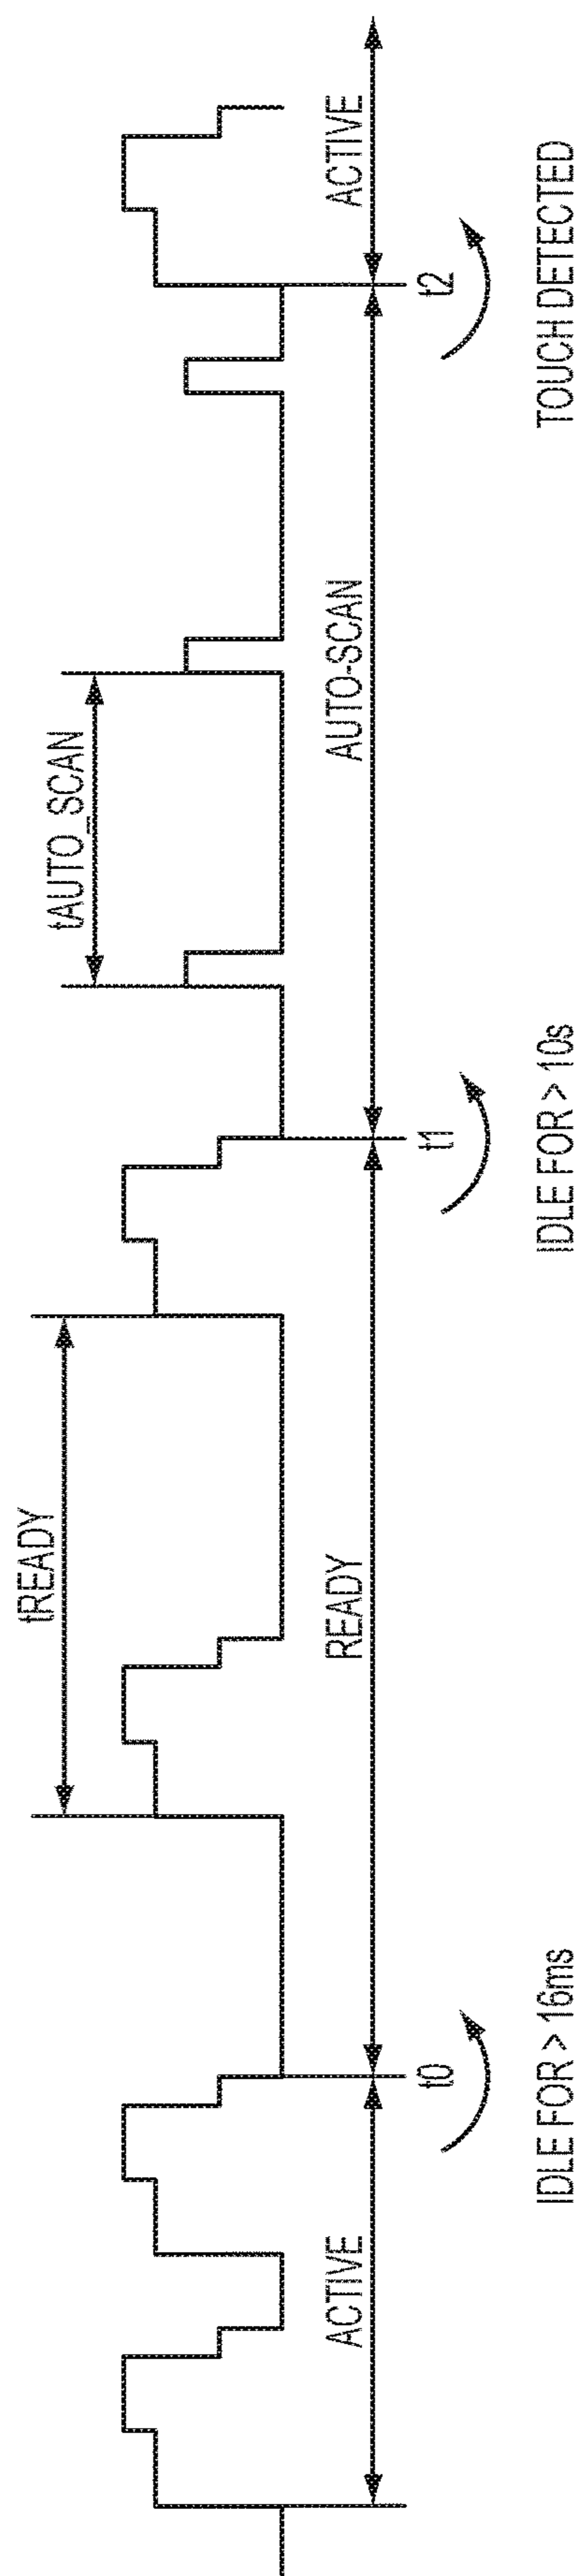 tREADY
tAUTO_SCAN
ACTIVE
READY
AUTO-SCAN
ACTIVE
t0
t1
t2
IDLE FOR > 16ms
IDLE FOR > 10s
TOUCH DETECTED